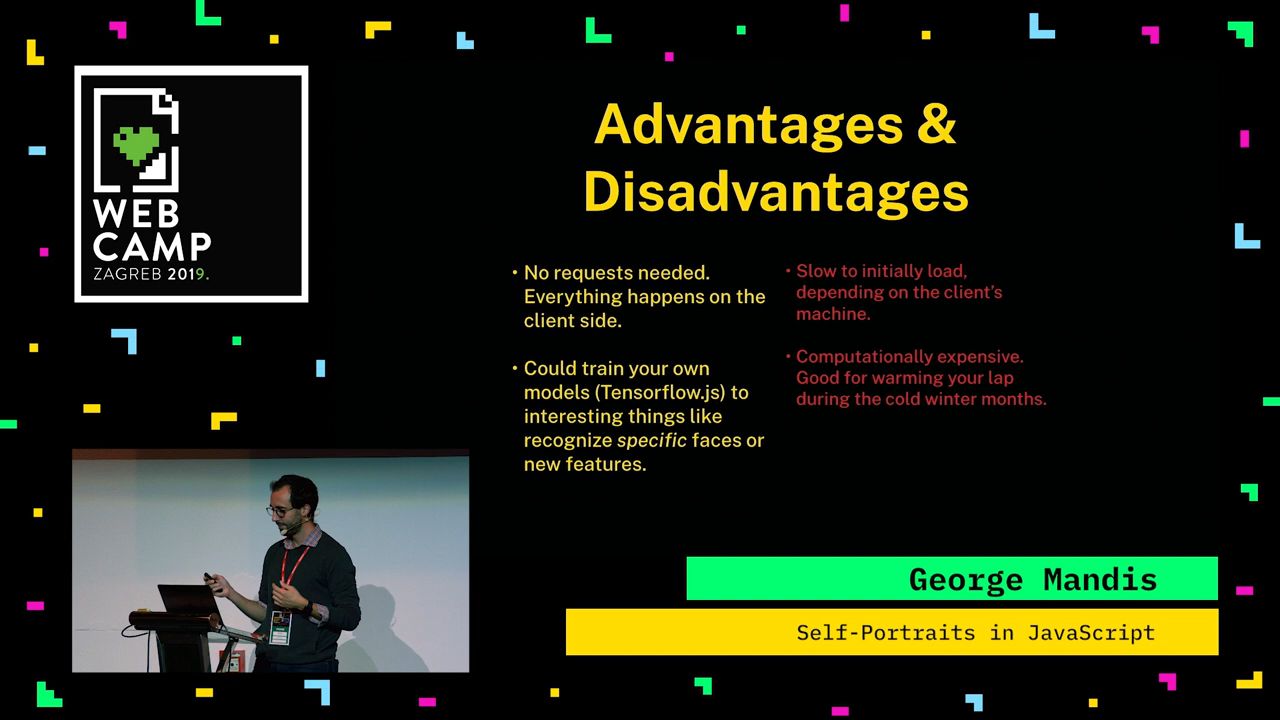 WEB
CAMP
ZAGREB 2019.
Advantages &
Disadvantages
• No requests needed.
Everything happens on the
client side.
• Could train your own
models (Tensorflow.js) to
interesting things like
recognize specific faces or
new features.
• Slow to initially load,
depending on the client's
machine.
• Computationally expensive.
Good for warming your lap
during the cold winter months.
George Mandis
Self-Portraits in JavaScript